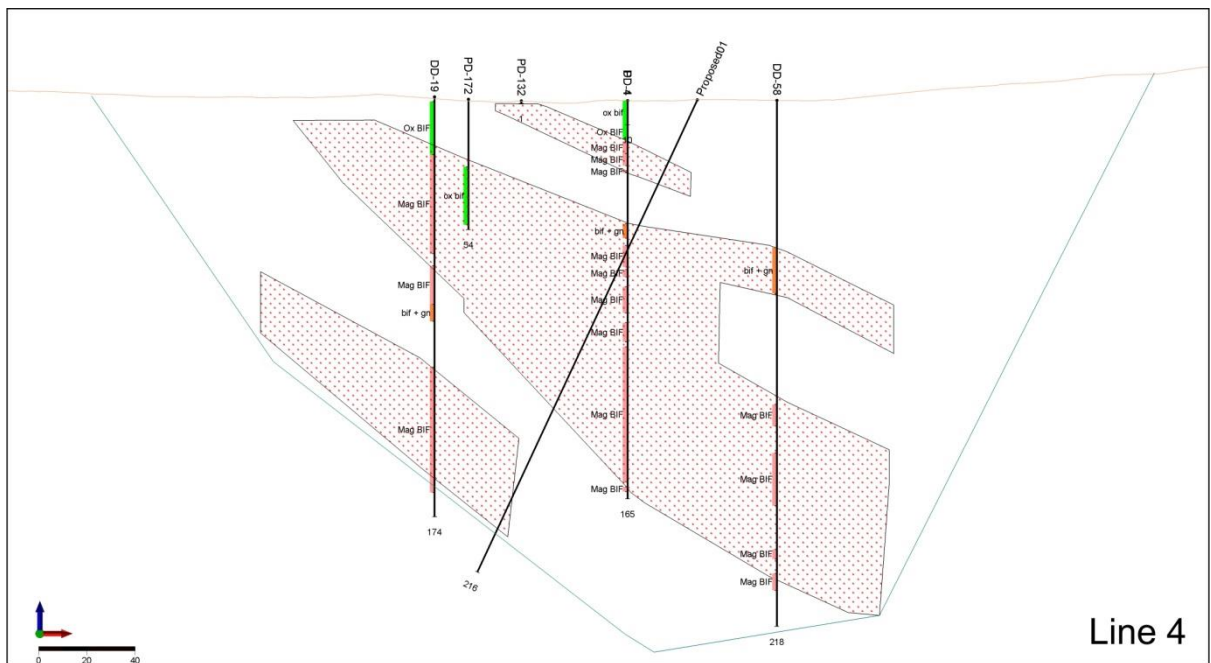 DD-19
PD-172
PD-132
Proposed01
DD-58
Ox BIF
Mag BIF
Mag BIF
bif + gn
Mag BIF
174
ox bif
54
1
ox bif
Ox BIF
Mag BIF
Mag BIF
Mag BIF
bif + gn
Mag BIF
Mag BIF
Mag BIF
Mag BIF
Mag BIF
Mag BIF
165
216
bif + gn
Mag BIF
Mag BIF
Mag BIF
Mag BIF
218
0 20 40
Line 4